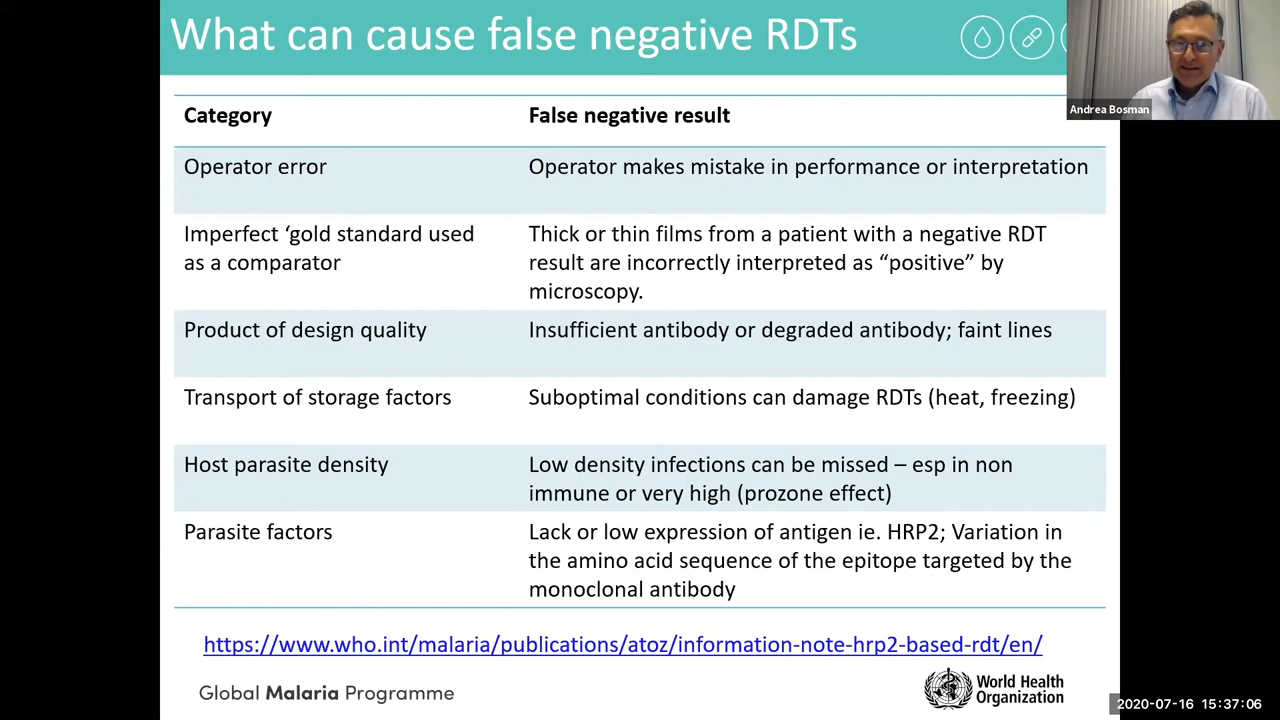 What can cause false negative RDTs
Andrea Bosman
Category
False negative result
Operator error
Operator makes mistake in performance or interpretation
Imperfect ‘gold standard used
as a comparator
Thick or thin films from a patient with a negative RDT
result are incorrectly interpreted as “positive” by
microscopy.
Product of design quality
Insufficient antibody or degraded antibody; faint lines
Transport of storage factors
Suboptimal conditions can damage RDTs (heat, freezing)
Host parasite density
Low density infections can be missed – esp in non
immune or very high (prozone effect)
Parasite factors
Lack or low expression of antigen ie. HRP2; Variation in
the amino acid sequence of the epitope targeted by the
monoclonal antibody
https://www.who.int/malaria/publications/atoz/information-note-hrp2-based-rdt/en/
Global Malaria Programme
World Health
Organization
2020-07-16 15:37:06